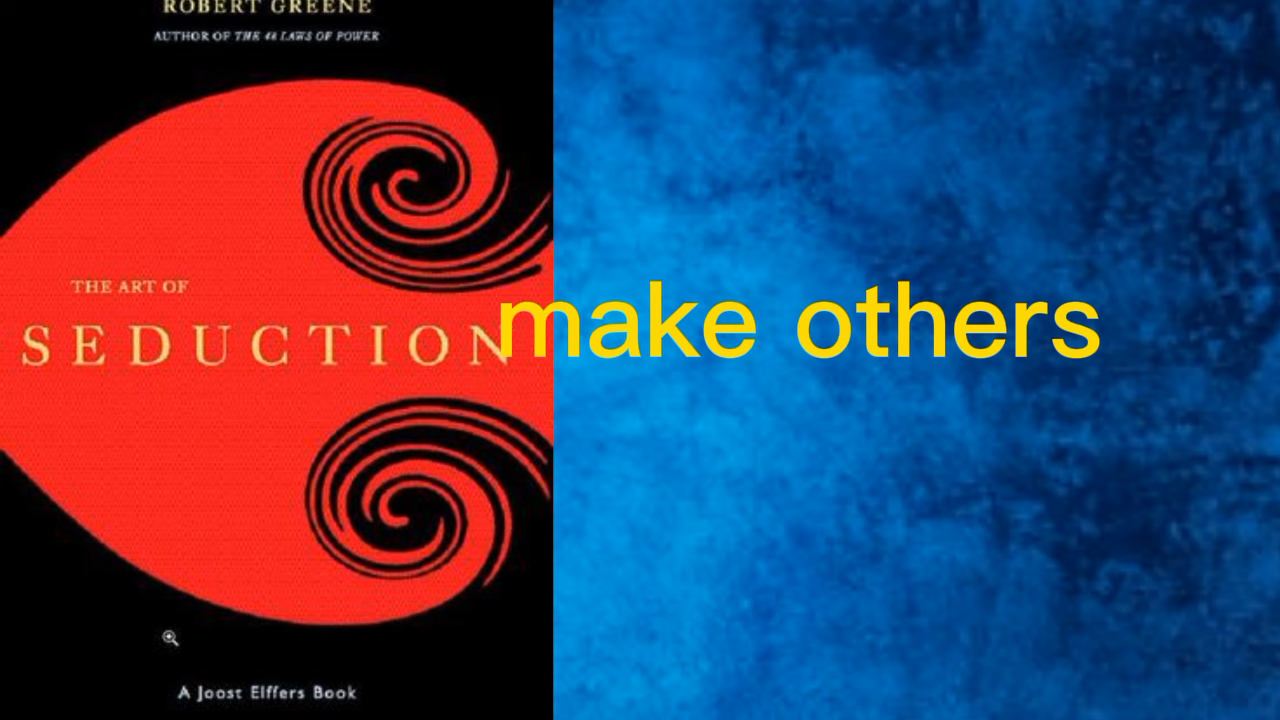 ROBERT GREENE
AUTHOR OF THE 48 LAWS OF POWER
THE ART OF
SEDUCTION
make others
A Joost Elffers Book